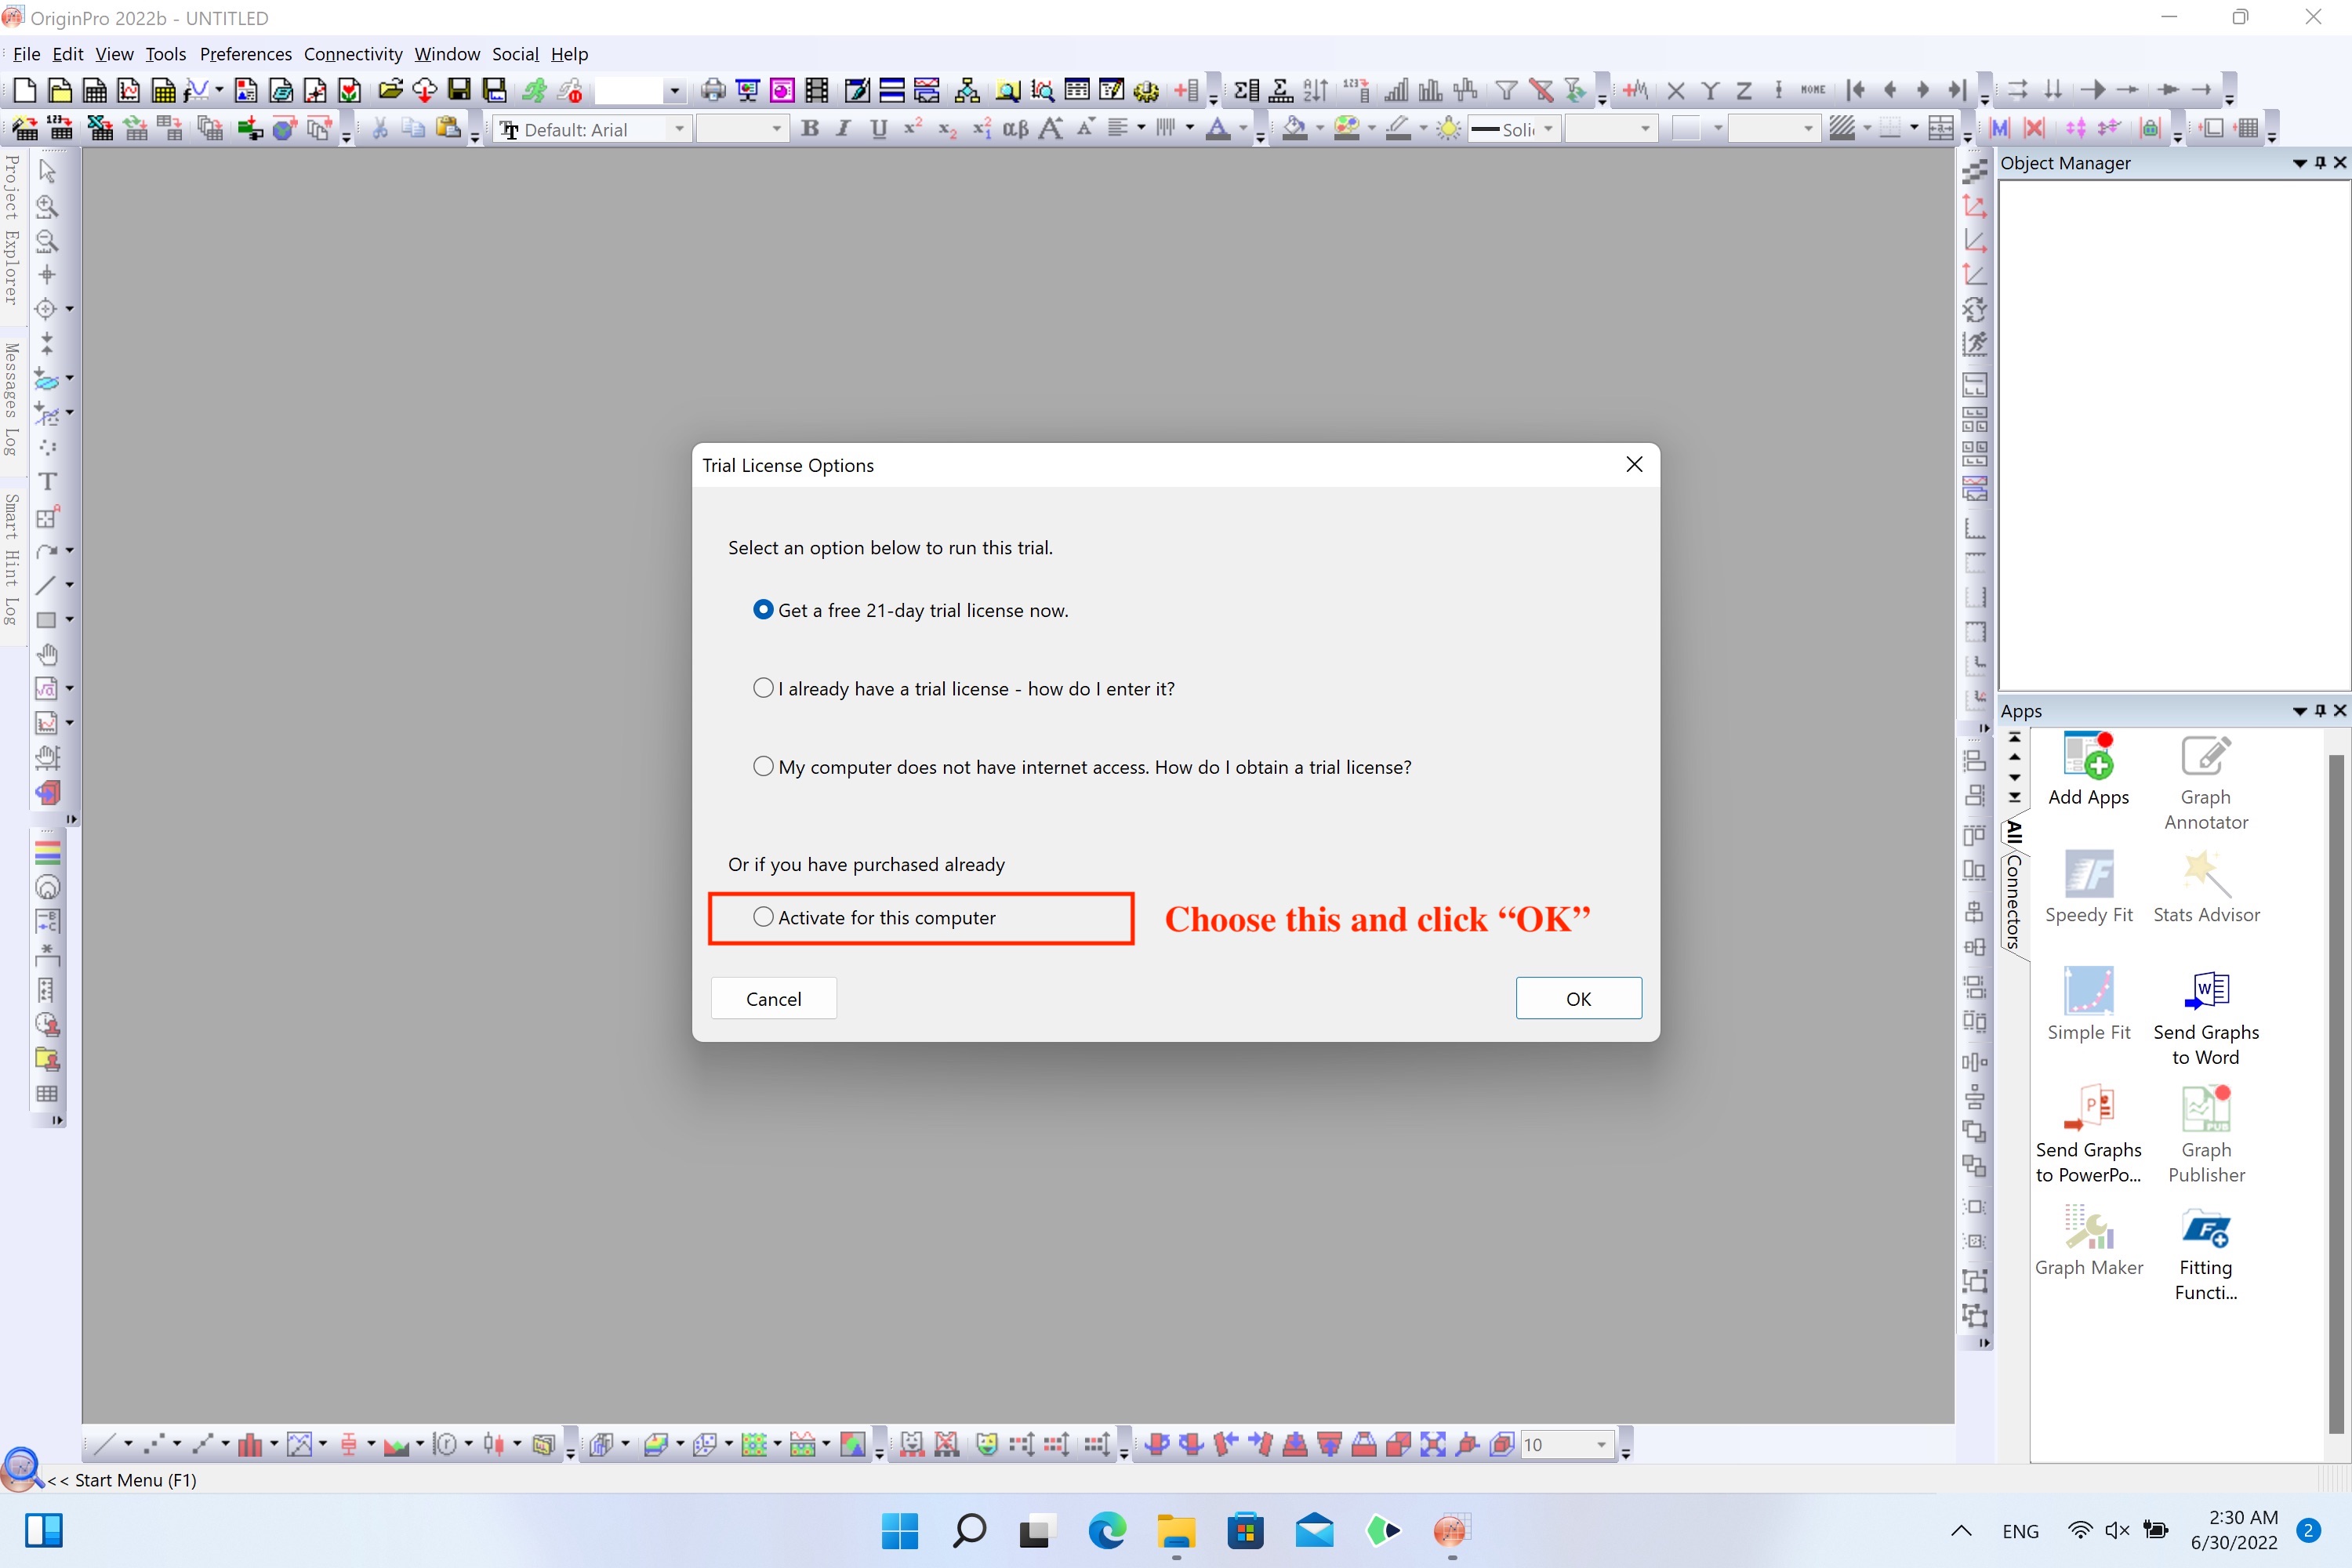 OriginPro 2022b - UNTITLED
File Edit View Tools Preferences Connectivity Window Social Help
HOME
Default: Arial
B I U x² x₂ αβ A A
Soli
Project Explorer
Messages Log
Smart Hint Log
Object Manager
Trial License Options
Select an option below to run this trial.
Get a free 21-day trial license now.
I already have a trial license - how do I enter it?
My computer does not have internet access. How do I obtain a trial license?
Or if you have purchased already
Activate for this computer
Choose this and click “OK”
Cancel
OK
Apps
All
Connectors
Add Apps
Graph Annotator
Speedy Fit
Stats Advisor
Simple Fit
Send Graphs to Word
Send Graphs to PowerPo...
Graph Publisher
Graph Maker
Fitting Functi...
10
<< Start Menu (F1)
ENG
2:30 AM
6/30/2022
2